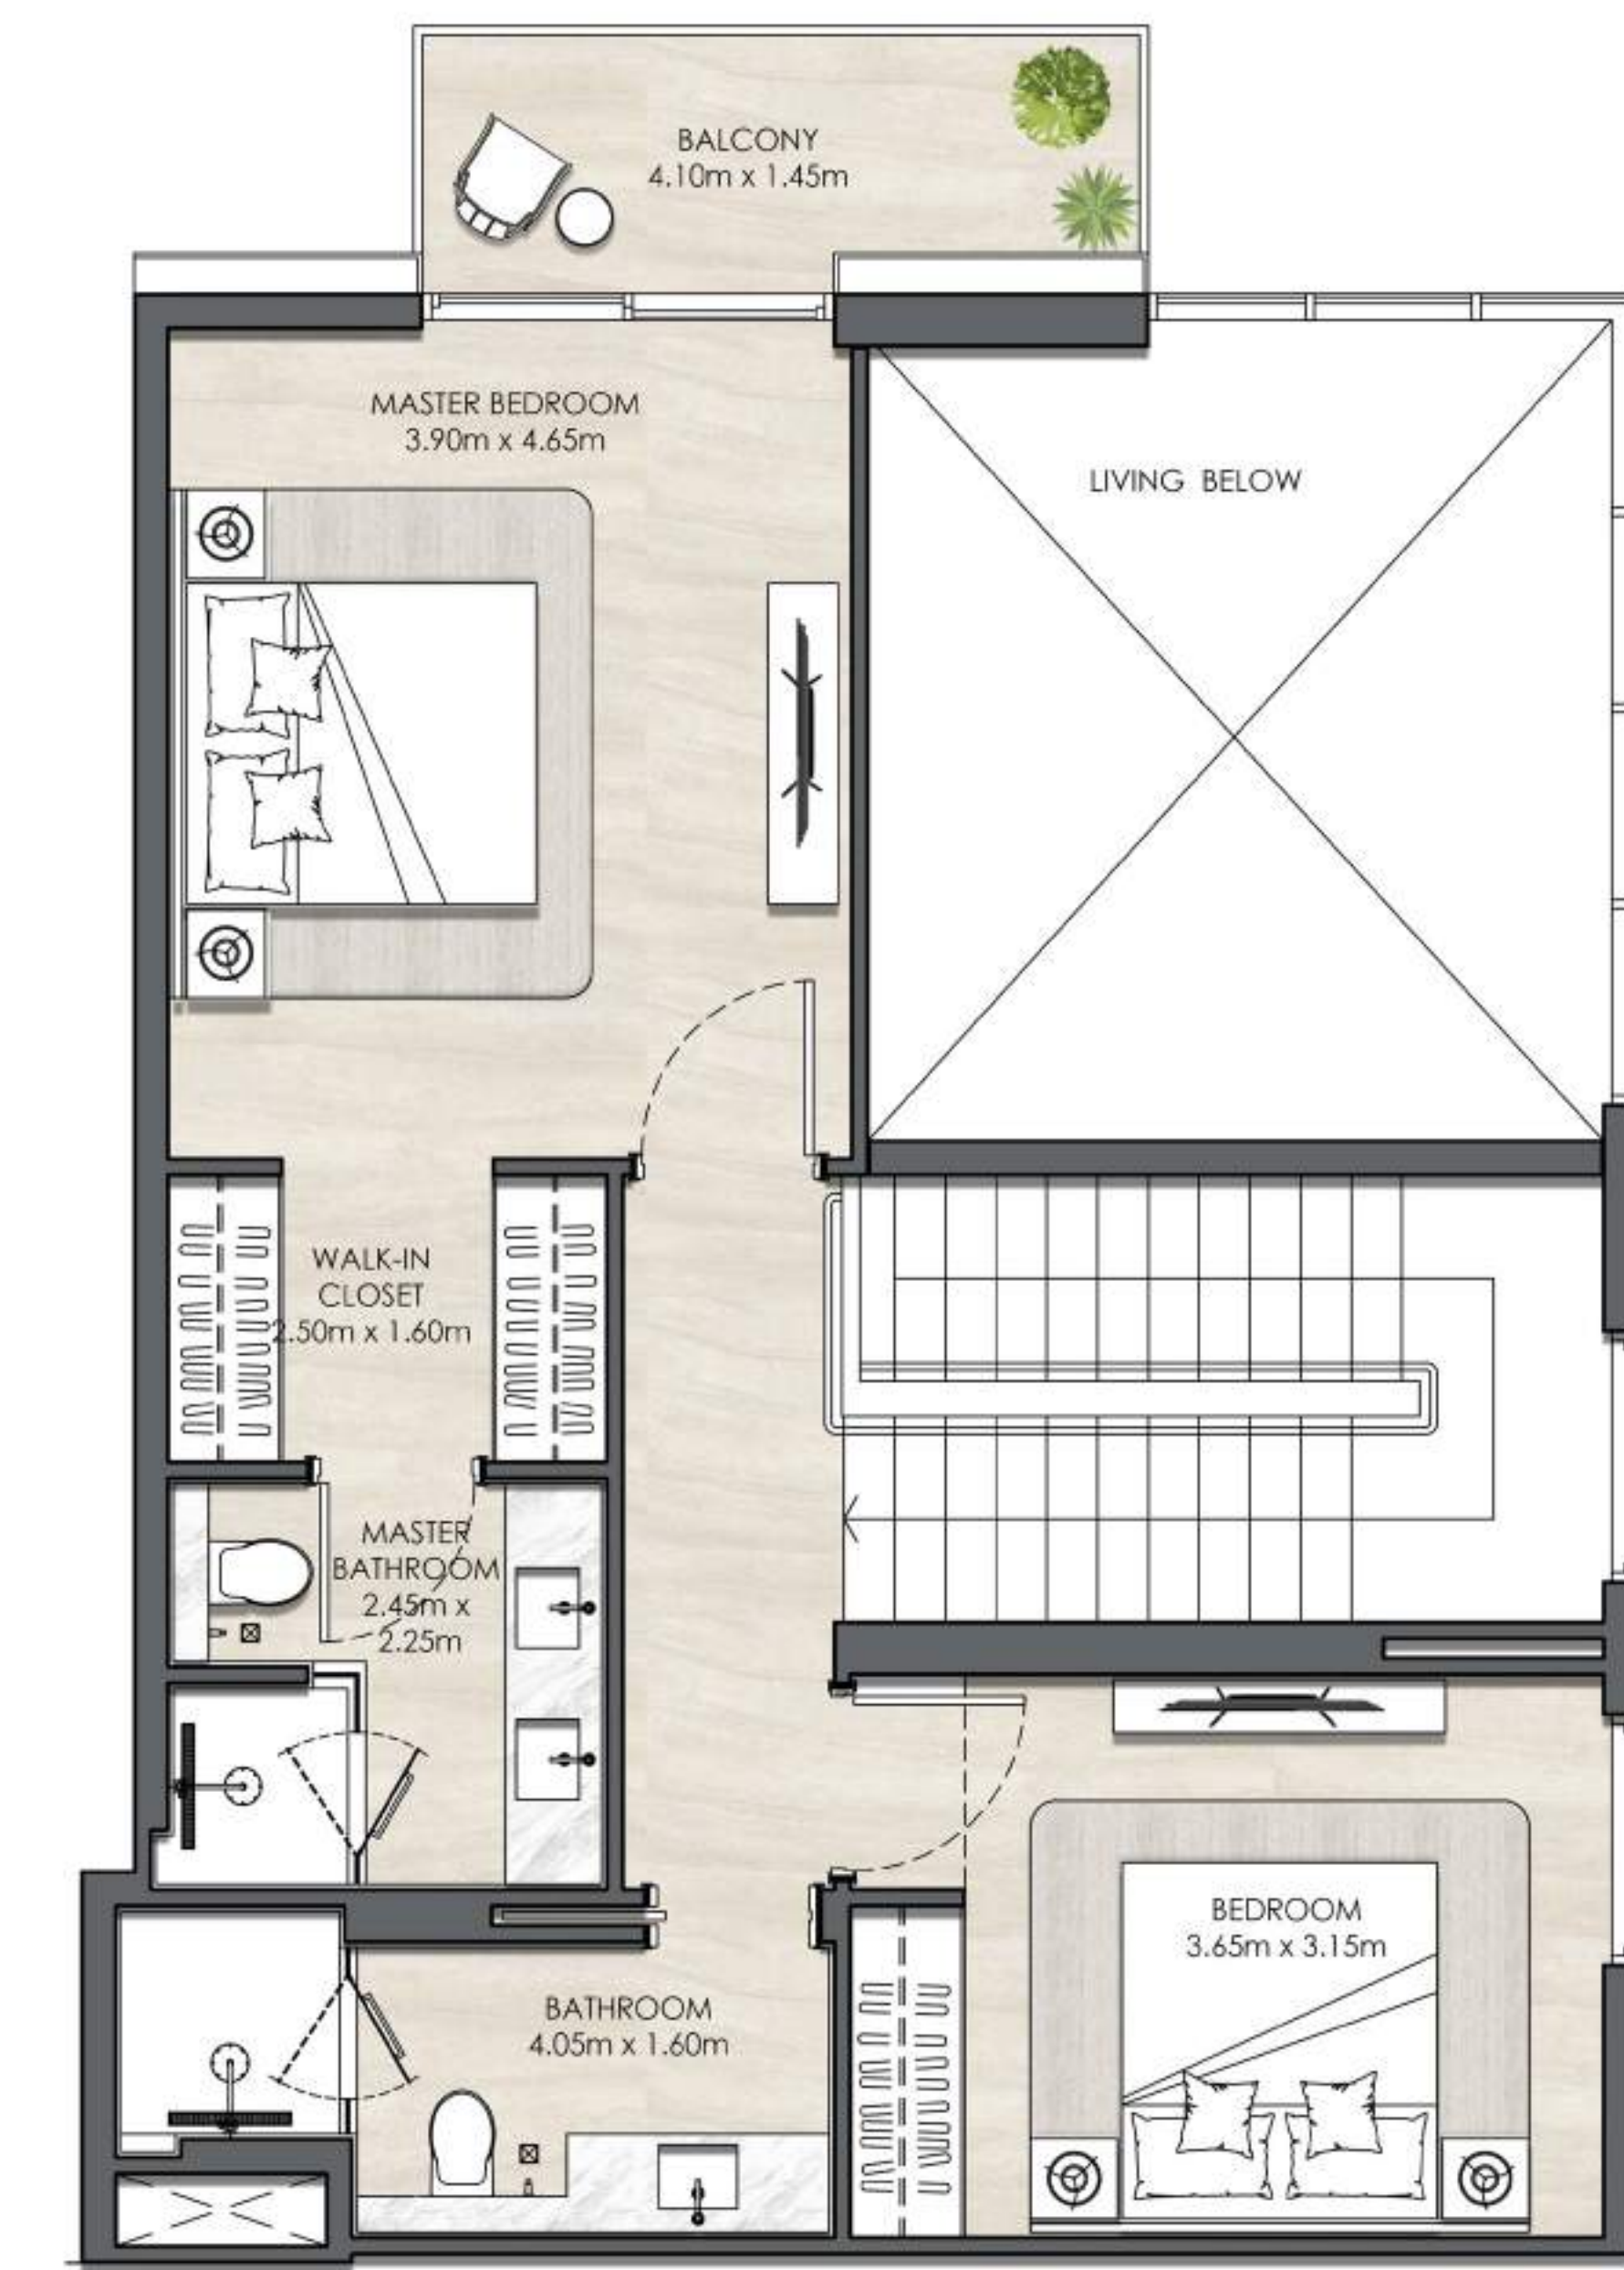 BALCONY
4.10m x 1.45m
MASTER BEDROOM
3.90m x 4.65m
LIVING BELOW
WALK-IN
CLOSET
2.50m x 1.60m
MASTER
BATHROOM
2.45m x
2.25m
BEDROOM
3.65m x 3.15m
BATHROOM
4.05m x 1.60m